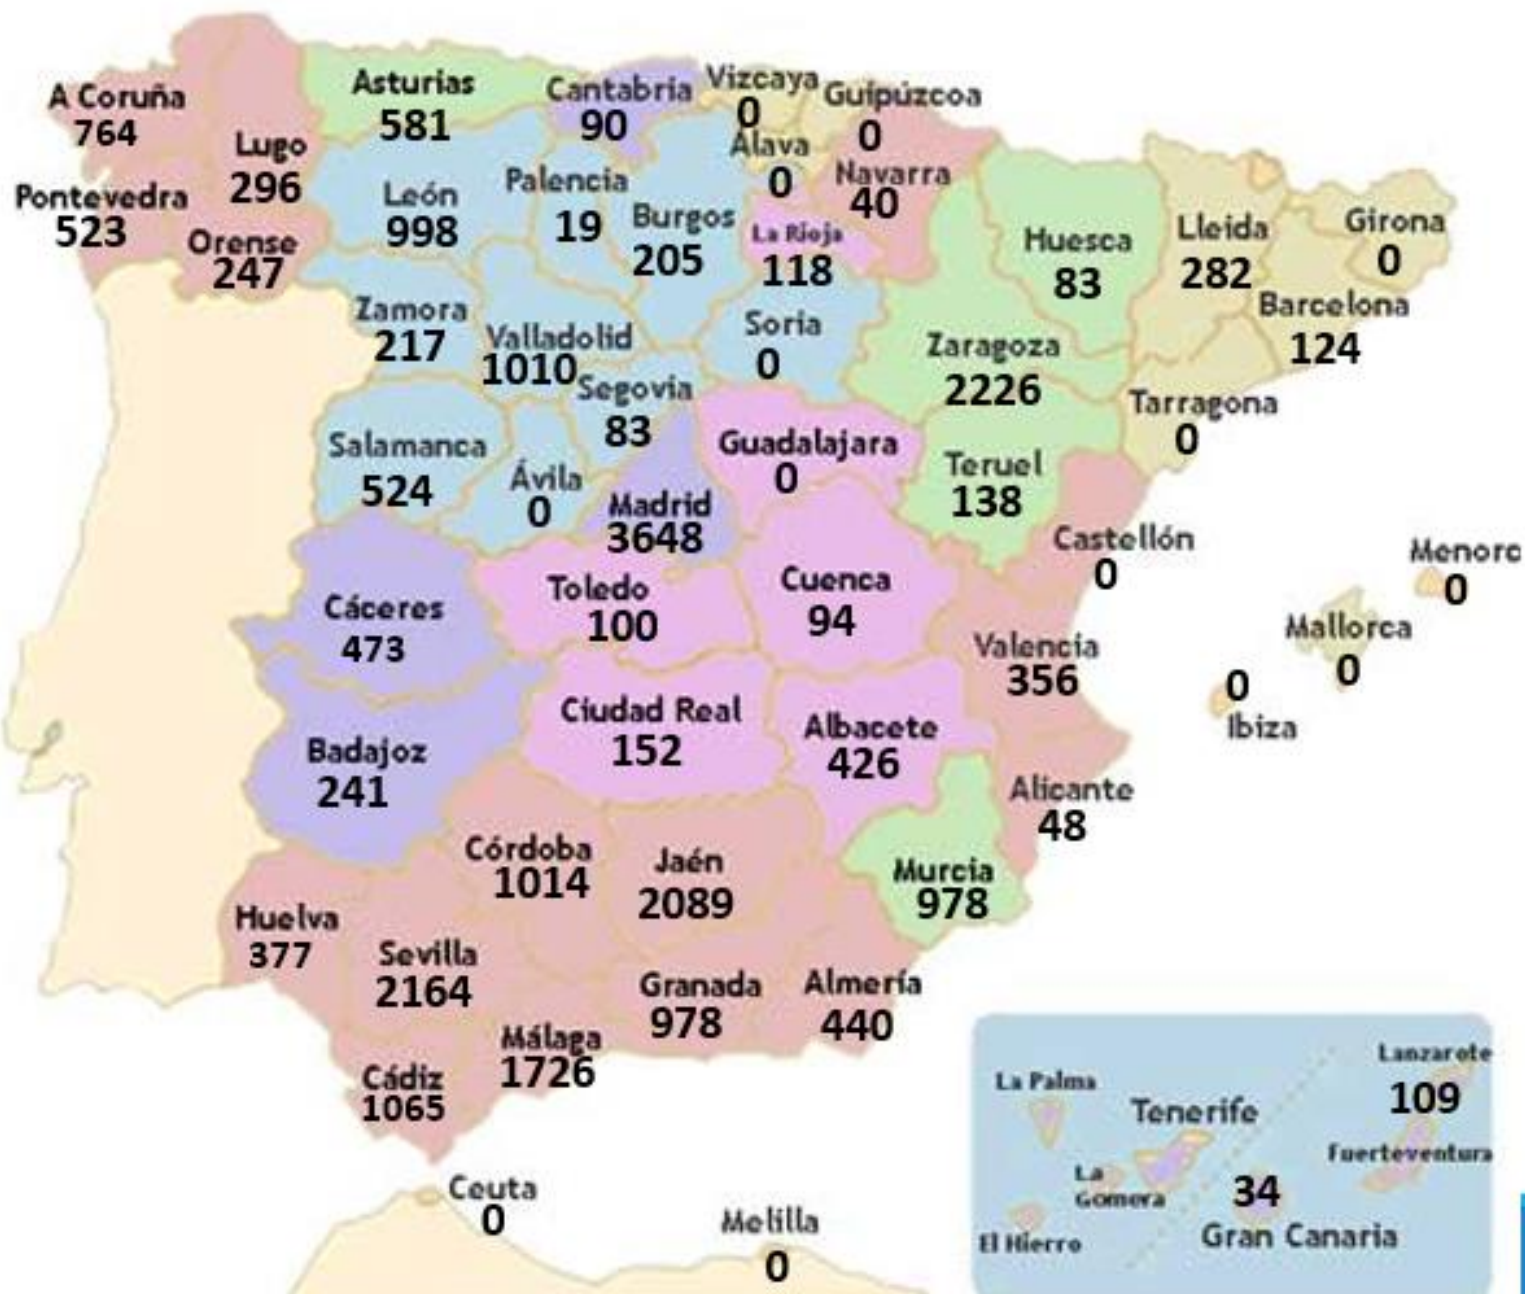 A Coruña
764
Lugo
296
Pontevedra
523
Orense
247
Asturias
581
Cantabria
90
Vizcaya
0
Guipúzcoa
0
Álava
0
Navarra
40
La Rioja
118
León
998
Palencia
19
Burgos
205
Zamora
217
Valladolid
1010
Soria
0
Segovia
83
Salamanca
524
Ávila
0
Huesca
83
Zaragoza
2226
Teruel
138
Lleida
282
Girona
0
Barcelona
124
Tarragona
0
Madrid
3648
Guadalajara
0
Toledo
100
Cuenca
94
Ciudad Real
152
Albacete
426
Cáceres
473
Badajoz
241
Castellón
0
Valencia
356
Alicante
48
Menorc
0
Mallorca
0
0
Ibiza
Murcia
978
Huelva
377
Sevilla
2164
Córdoba
1014
Jaén
2089
Granada
978
Almería
440
Málaga
1726
Cádiz
1065
Ceuta
0
Melilla
0
La Palma
Tenerife
La
Gomera
El Hierro
Lanzarote
109
Fuerteventura
34
Gran Canaria